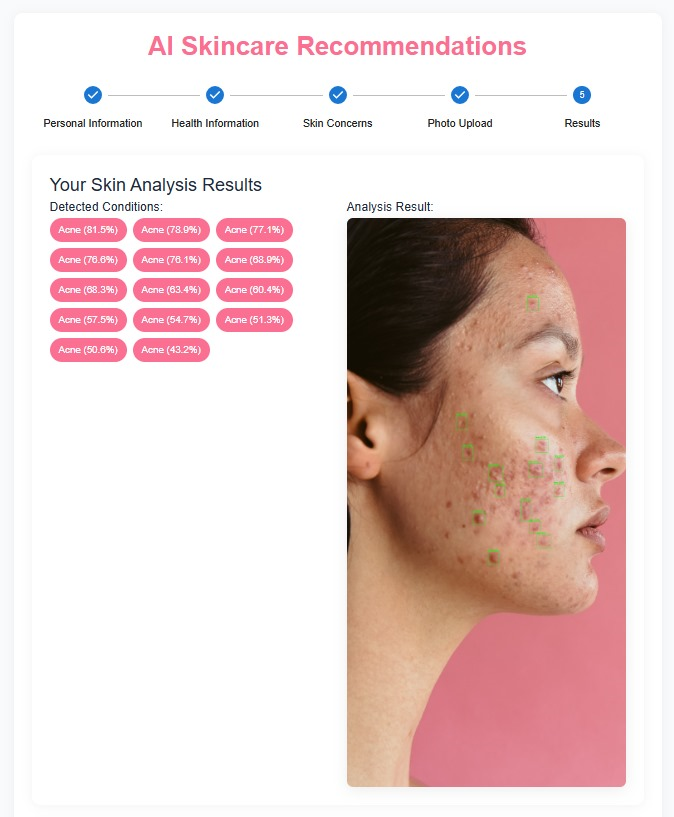 AI Skincare Recommendations
5
Personal Information Health Information Skin Concerns Photo Upload Results
Your Skin Analysis Results
Detected Conditions:
Acne (81.5%) Acne (78.9%) Acne (77.1%)
Acne (76.6%) Acne (76.1%) Acne (68.9%)
Acne (68.3%) Acne (63.4%) Acne (60.4%)
Acne (57.5%) Acne (54.7%) Acne (51.3%)
Acne (50.6%) Acne (43.2%)
Analysis Result: